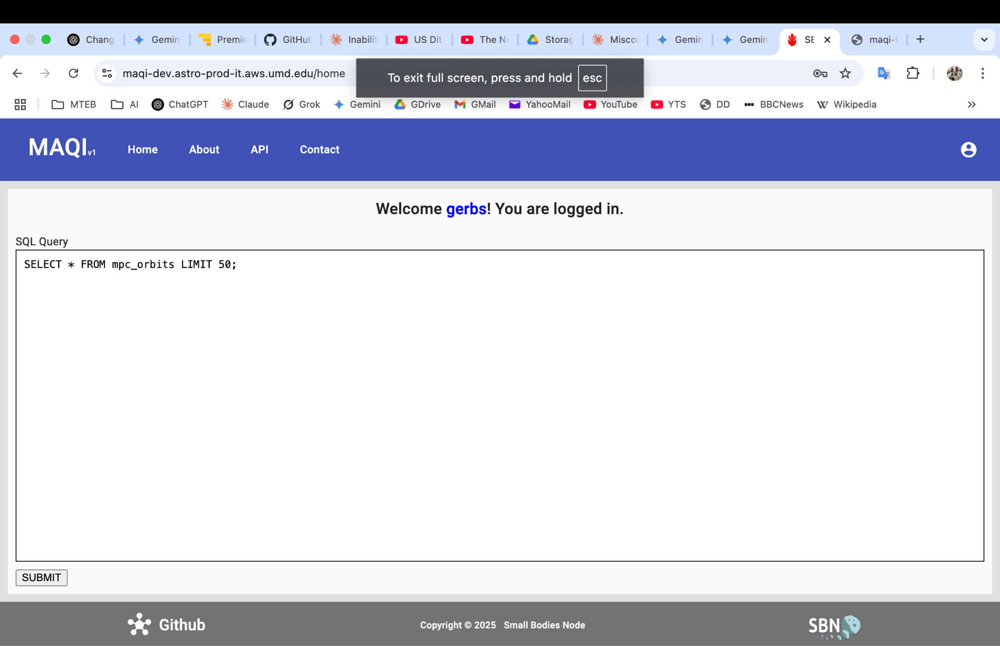 Chang
Gemin
Premie
GitHub
Inabilit
US Dit
The Ne
Storag
Miscor
Gemin
Gemin
SE
maqi-t
maqi-dev.astro-prod-it.aws.umd.edu/home
To exit full screen, press and hold esc
MTEB AI ChatGPT Claude Grok Gemini GDrive GMail YahooMail YouTube YTS DD BBCNews Wikipedia
MAQI v1 Home About API Contact
Welcome gerbs! You are logged in.
SQL Query
SELECT * FROM mpc_orbits LIMIT 50;
SUBMIT
Github Copyright © 2025 Small Bodies Node SBN